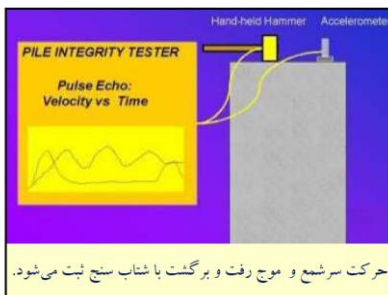 Hand-held Hammer Accelerometer
PILE INTEGRITY TESTER
Pulse Echo:
Velocity vs Time
حرکت سرشمع و موج رفت و برگشت با شتاب سنج ثبت می‌شود.